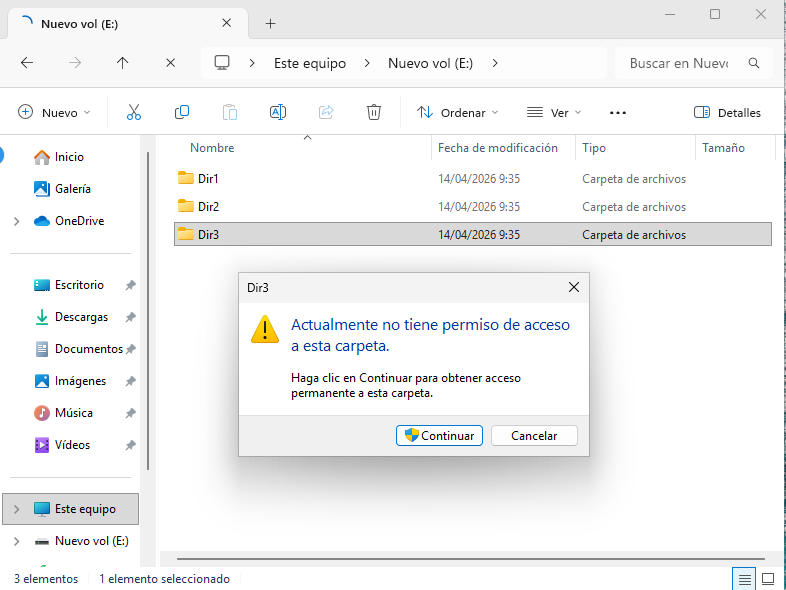 Nuevo vol (E:)
Este equipo
Nuevo vol (E:)
Buscar en Nuevo
Nuevo
Ordenar
Ver
Detalles
Inicio
Galería
OneDrive
Escritorio
Descargas
Documentos
Imágenes
Música
Vídeos
Este equipo
Nuevo vol (E:)
Nombre Fecha de modificación Tipo Tamaño
Dir1 14/04/2026 9:35 Carpeta de archivos
Dir2 14/04/2026 9:35 Carpeta de archivos
Dir3 14/04/2026 9:35 Carpeta de archivos
Dir3
Actualmente no tiene permiso de acceso
a esta carpeta.
Haga clic en Continuar para obtener acceso
permanente a esta carpeta.
Continuar
Cancelar
3 elementos
1 elemento seleccionado